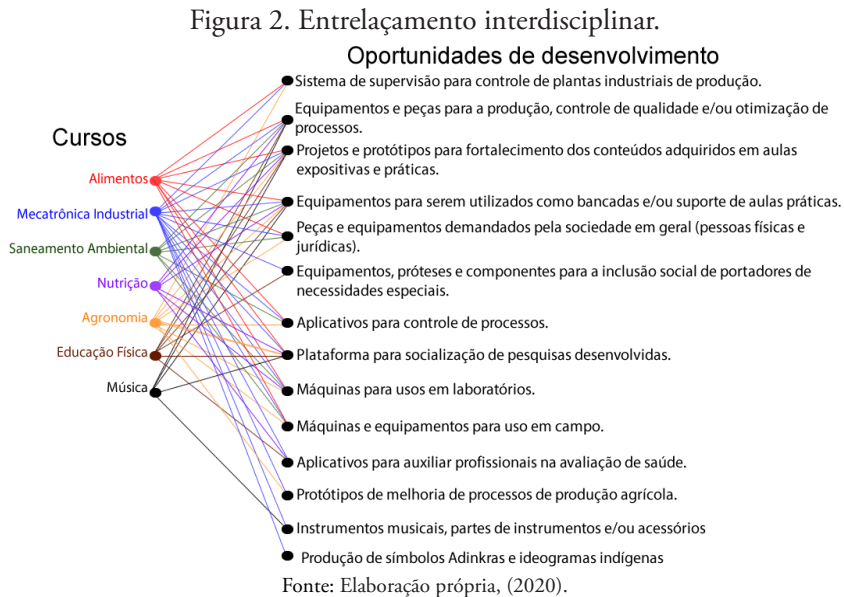 Figura 2. Entrelaçamento interdisciplinar.
Oportunidades de desenvolvimento
Cursos
Alimentos
Mecatrônica Industrial
Saneamento Ambiental
Nutrição
Agronomia
Educação Física
Música
Sistema de supervisão para controle de plantas industriais de produção.
Equipamentos e peças para a produção, controle de qualidade e/ou otimização de
processos.
Projetos e protótipos para fortalecimento dos conteúdos adquiridos em aulas
expositivas e práticas.
Equipamentos para serem utilizados como bancadas e/ou suporte de aulas práticas.
Peças e equipamentos demandados pela sociedade em geral (pessoas físicas e
jurídicas).
Equipamentos, próteses e componentes para a inclusão social de portadores de
necessidades especiais.
Aplicativos para controle de processos.
Plataforma para socialização de pesquisas desenvolvidas.
Máquinas para usos em laboratórios.
Máquinas e equipamentos para uso em campo.
Aplicativos para auxiliar profissionais na avaliação de saúde.
Protótipos de melhoria de processos de produção agrícola.
Instrumentos musicais, partes de instrumentos e/ou acessórios
Produção de símbolos Adinkras e ideogramas indígenas
Fonte: Elaboração própria, (2020).